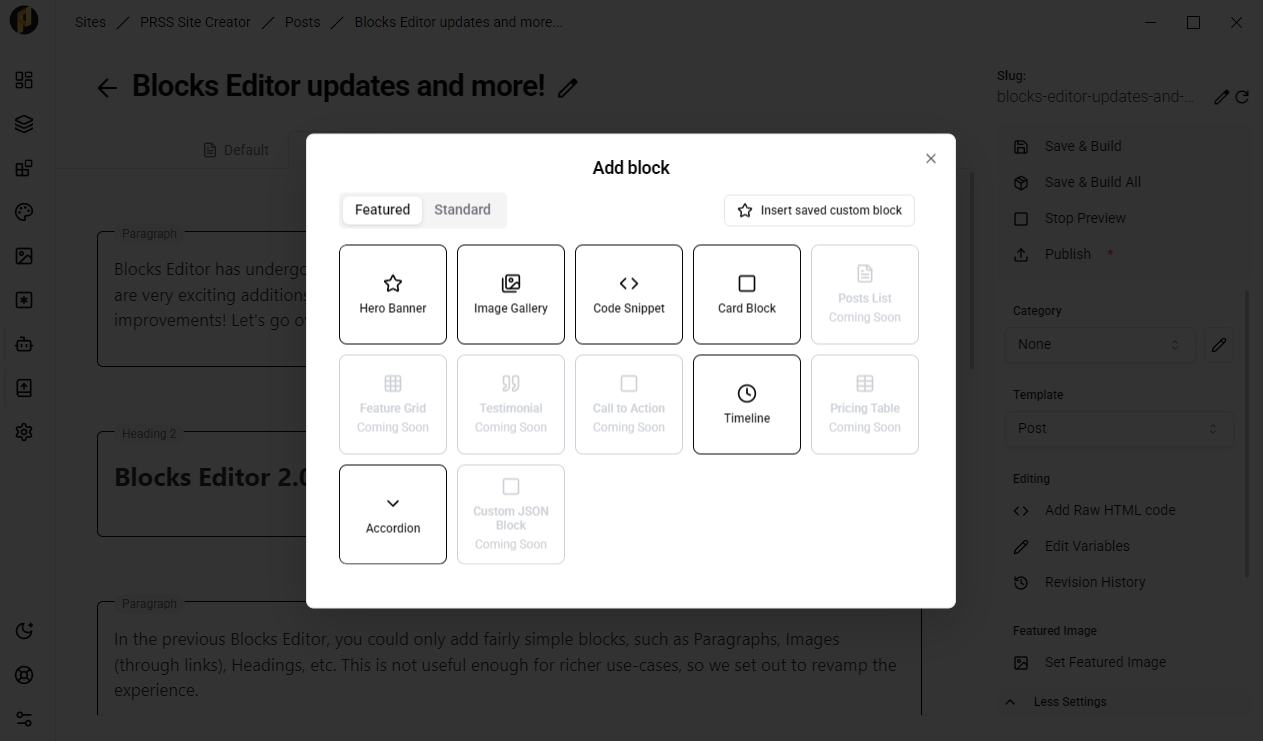 Sites / PRSS Site Creator / Posts / Blocks Editor updates and more...
Blocks Editor updates and more!
Slug:
blocks-editor-updates-and-...
Default
Save & Build
Save & Build All
Stop Preview
Publish *
Category
None
Template
Post
Editing
Add Raw HTML code
Edit Variables
Revision History
Featured Image
Set Featured Image
Less Settings
Paragraph
Blocks Editor has undergo
are very exciting additions
improvements! Let's go o
Heading 2
Blocks Editor 2.0
Paragraph
In the previous Blocks Editor, you could only add fairly simple blocks, such as Paragraphs, Images
(through links), Headings, etc. This is not useful enough for richer use-cases, so we set out to revamp the
experience.
Add block
Featured
Standard
Insert saved custom block
Hero Banner
Image Gallery
Code Snippet
Card Block
Posts List
Coming Soon
Feature Grid
Coming Soon
Testimonial
Coming Soon
Call to Action
Coming Soon
Timeline
Pricing Table
Coming Soon
Accordion
Custom JSON
Block
Coming Soon